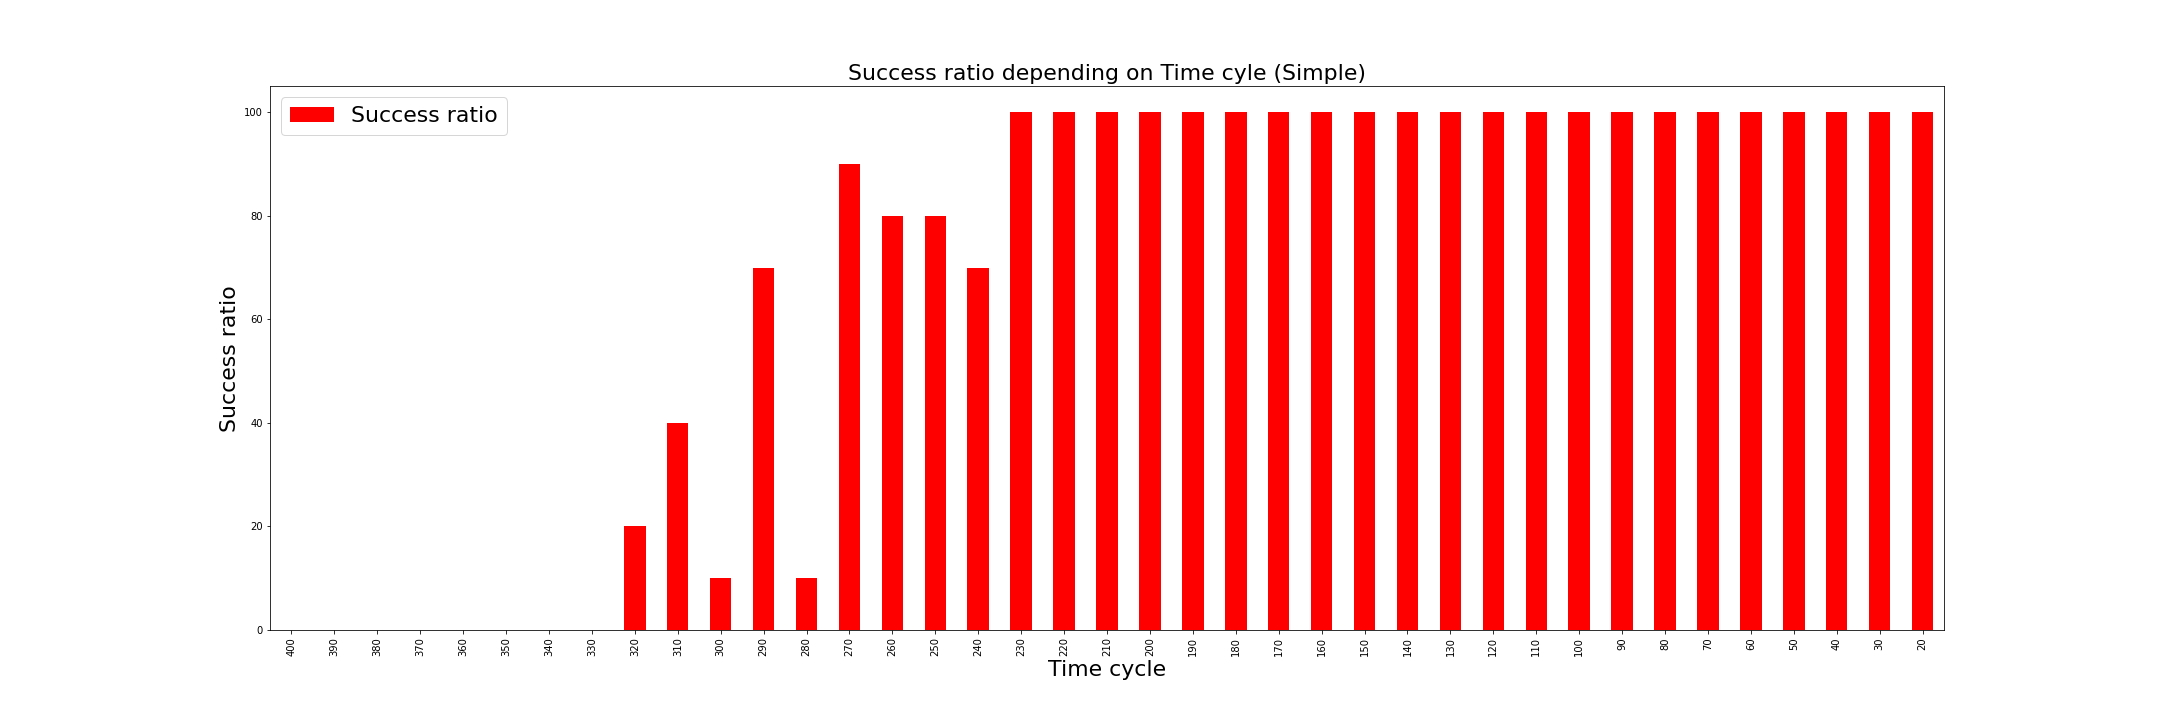 Success ratio depending on Time cyle (Simple)
Success ratio
100
80
60
40
20
0
Success ratio
400 390 380 370 360 350 340 330 320 310 300 290 280 270 260 250 240 230 220 210 200 190 180 170 160 150 140 130 120 110 100 90 80 70 60 50 40 30 20
Time cycle